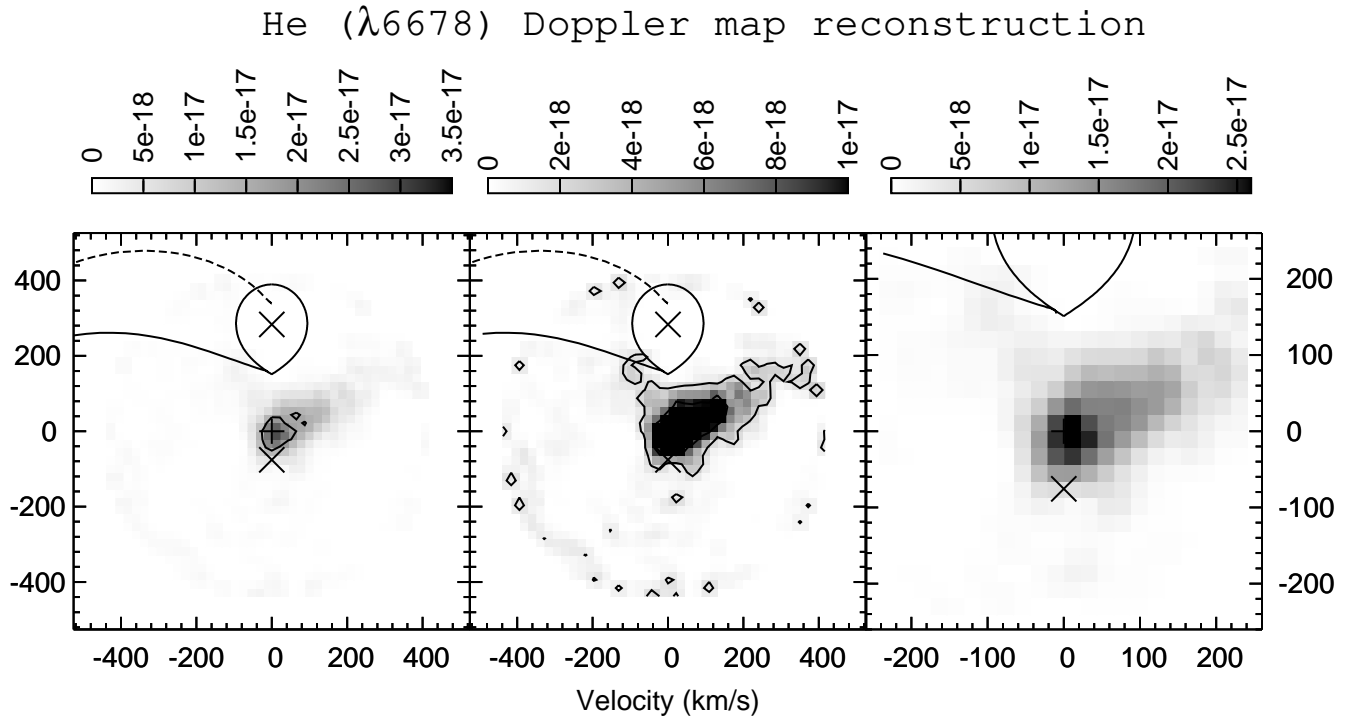 He (λ6678) Doppler map reconstruction
0 5e-18 1e-17 1.5e-17 2e-17 2.5e-17 3e-17 3.5e-17
0 2e-18 4e-18 6e-18 8e-18 1e-17
0 5e-18 1e-17 1.5e-17 2e-17 2.5e-17
400
200
0
-200
-400
200
100
0
-100
-200
-400 -200 0 200 400
-400 -200 0 200 400
-200 -100 0 100 200
Velocity (km/s)